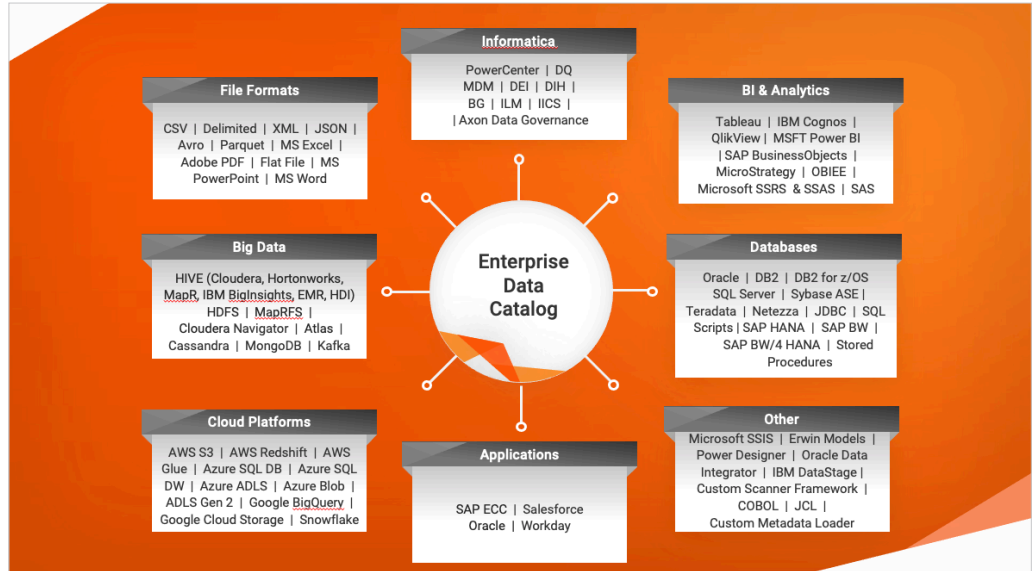 Informatica
PowerCenter | DQ
MDM | DEI | DIH |
BG | ILM | IICS |
| Axon Data Governance
File Formats
CSV | Delimited | XML | JSON |
Avro | Parquet | MS Excel |
Adobe PDF | Flat File | MS
PowerPoint | MS Word
BI & Analytics
Tableau | IBM Cognos |
QlikView | MSFT Power BI
| SAP BusinessObjects |
MicroStrategy | OBIEE |
Microsoft SSRS & SSAS | SAS
Big Data
HIVE (Cloudera, Hortonworks,
MapR, IBM BigInsights, EMR, HDI)
HDFS | MapRFS |
Cloudera Navigator | Atlas |
Cassandra | MongoDB | Kafka
Enterprise
Data
Catalog
Databases
Oracle | DB2 | DB2 for z/OS
SQL Server | Sybase ASE |
Teradata | Netezza | JDBC | SQL
Scripts | SAP HANA | SAP BW |
SAP BW/4 HANA | Stored
Procedures
Cloud Platforms
AWS S3 | AWS Redshift | AWS
Glue | Azure SQL DB | Azure SQL
DW | Azure ADLS | Azure Blob |
ADLS Gen 2 | Google BigQuery |
Google Cloud Storage | Snowflake
Applications
SAP ECC | Salesforce
Oracle | Workday
Other
Microsoft SSIS | Erwin Models |
Power Designer | Oracle Data
Integrator | IBM DataStage |
Custom Scanner Framework |
COBOL | JCL |
Custom Metadata Loader